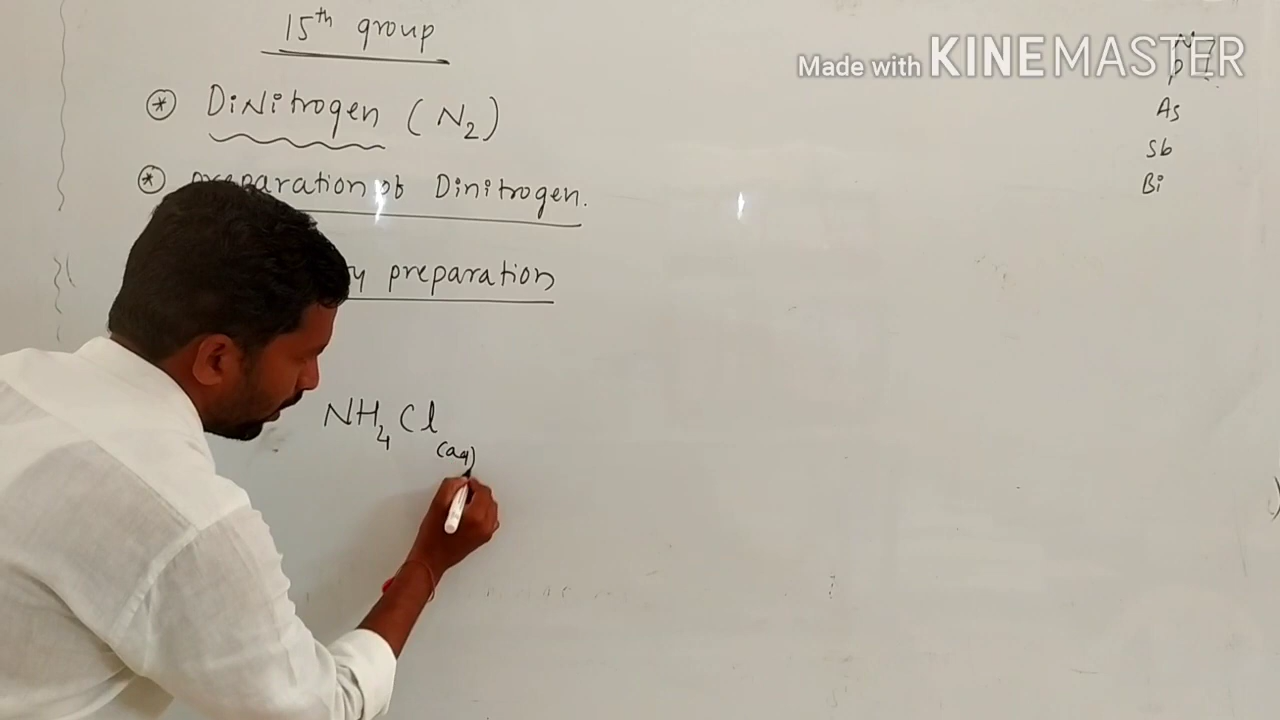 15th group
Made with KINEMASTER
N
P
As
Sb
Bi
* DiNitrogen (N2)
* preparation of Dinitrogen.
preparation
NH4Cl(aq)